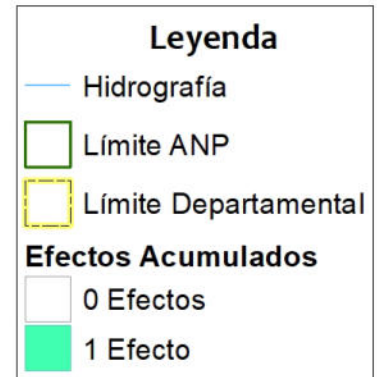 Leyenda
Hidrografía
Límite ANP
Límite Departamental
Efectos Acumulados
0 Efectos
1 Efecto